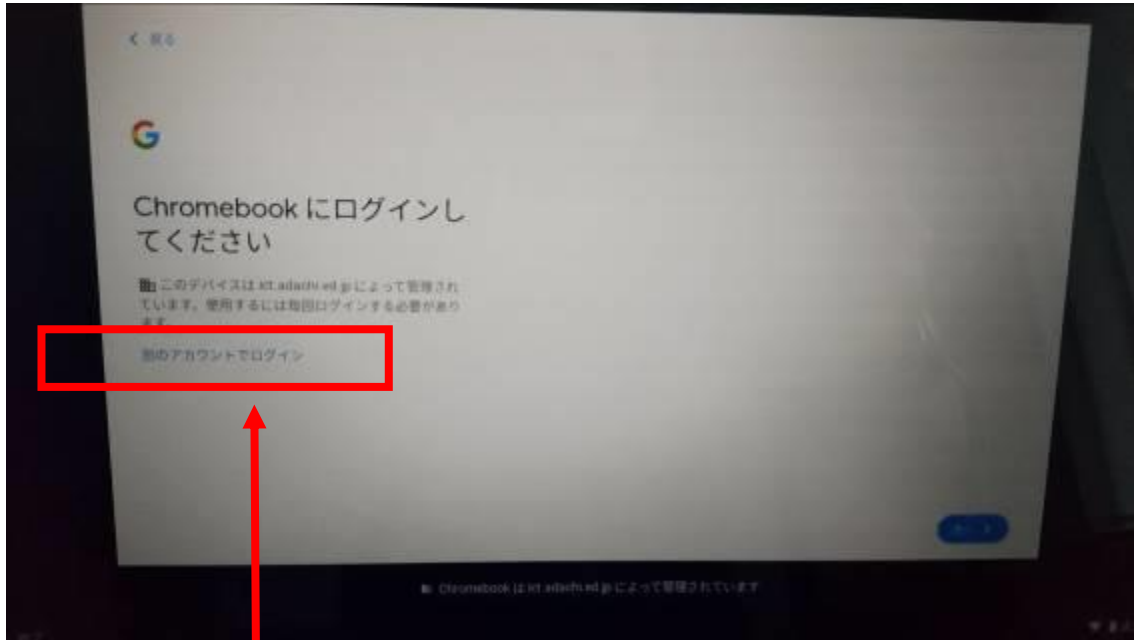 戻る
Chromebook にログインし
てください
このデバイスは ict.adachi.ed.jp によって管理され
ています。使用するには毎回ログインする必要があり
ます。
別のアカウントでログイン
Chromebook は ict.adachi.ed.jp によって管理されています